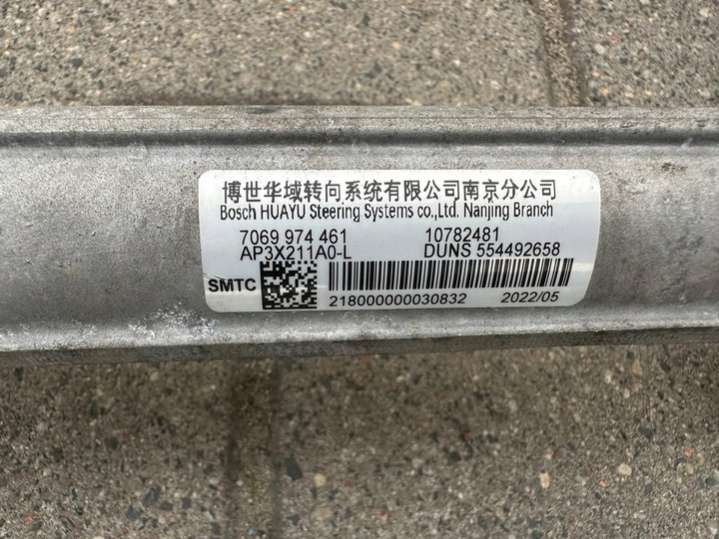 博世华域转向系统有限公司南京分公司
Bosch HUAYU Steering Systems co.,Ltd. Nanjing Branch
7069 974 461 10782481
AP3X211A0-L DUNS 554492658
SMTC
218000000030832 2022/05